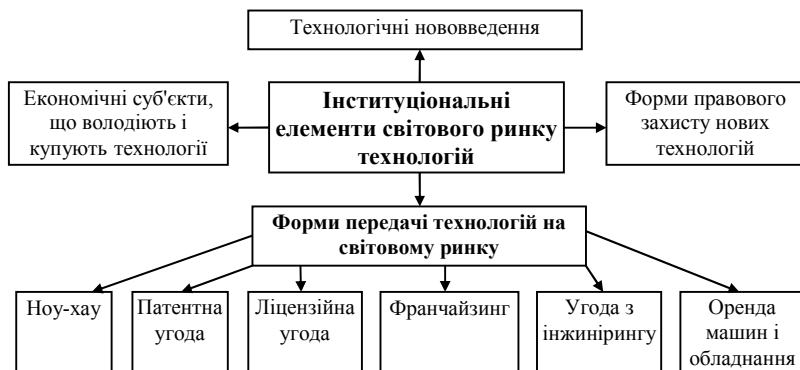 Технологічні нововведення
Економічні суб'єкти,
що володіють і
купують технології
Інституціональні
елементи світового ринку
технологій
Форми правового
захисту нових
технологій
Форми передачі технологій на
світовому ринку
Ноу-хау
Патентна
угода
Ліцензійна
угода
Франчайзинг
Угода з
інжинірингу
Оренда
машин і
обладнання